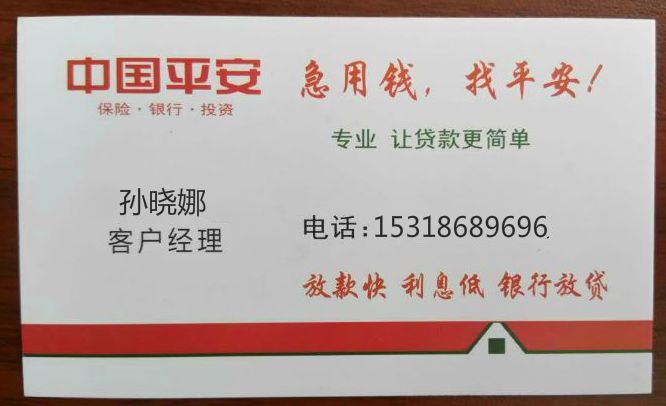 中国平安
保险·银行·投资
急用钱，找平安！
专业 让贷款更简单
孙晓娜
客户经理
电话：15318689696
放款快 利息低 银行放贷